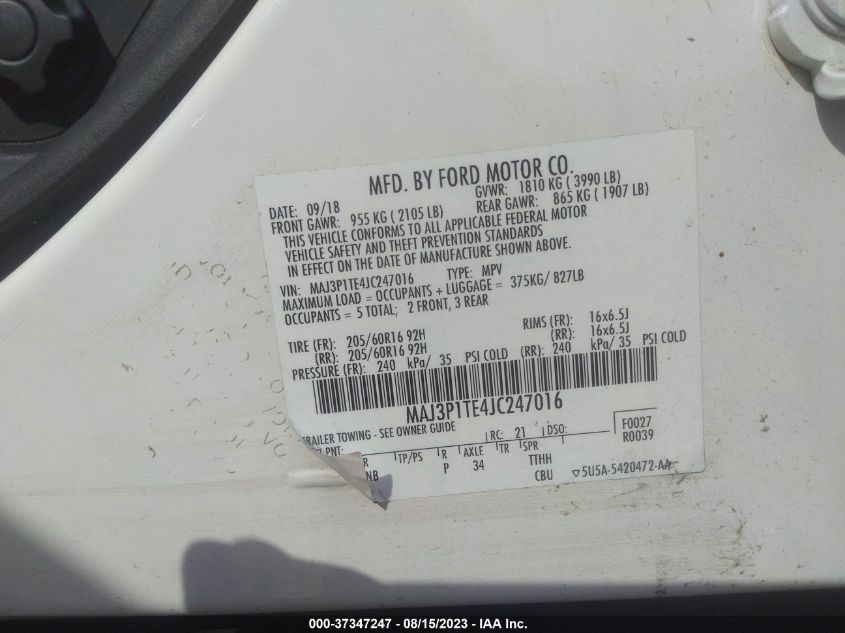 MFD. BY FORD MOTOR CO.
DATE: 09/18 GVWR: 1810 KG ( 3990 LB)
FRONT GAWR: 955 KG ( 2105 LB) REAR GAWR: 865 KG ( 1907 LB)
THIS VEHICLE CONFORMS TO ALL APPLICABLE FEDERAL MOTOR
VEHICLE SAFETY AND THEFT PREVENTION STANDARDS
IN EFFECT ON THE DATE OF MANUFACTURE SHOWN ABOVE.
VIN: MAJ3P1TE4JC247016 TYPE: MPV
MAXIMUM LOAD = OCCUPANTS + LUGGAGE = 375KG/ 827LB
OCCUPANTS = 5 TOTAL; 2 FRONT, 3 REAR
TIRE (FR): 205/60R16 92H RIMS (FR): 16x6.5J
(RR): 205/60R16 92H (RR): 16x6.5J
PRESSURE (FR): 240 kPa/ 35 PSI COLD (RR): 240 kPa/ 35 PSI COLD
MAJ3P1TE4JC247016
TRAILER TOWING - SEE OWNER GUIDE
PNT: RC: 21 DSO: F0027
R TP/PS R AXLE TR SPR R0039
NB P 34 TTHH
CBU 5U5A-5420472-AA
000-37347247 - 08/15/2023 - IAA Inc.